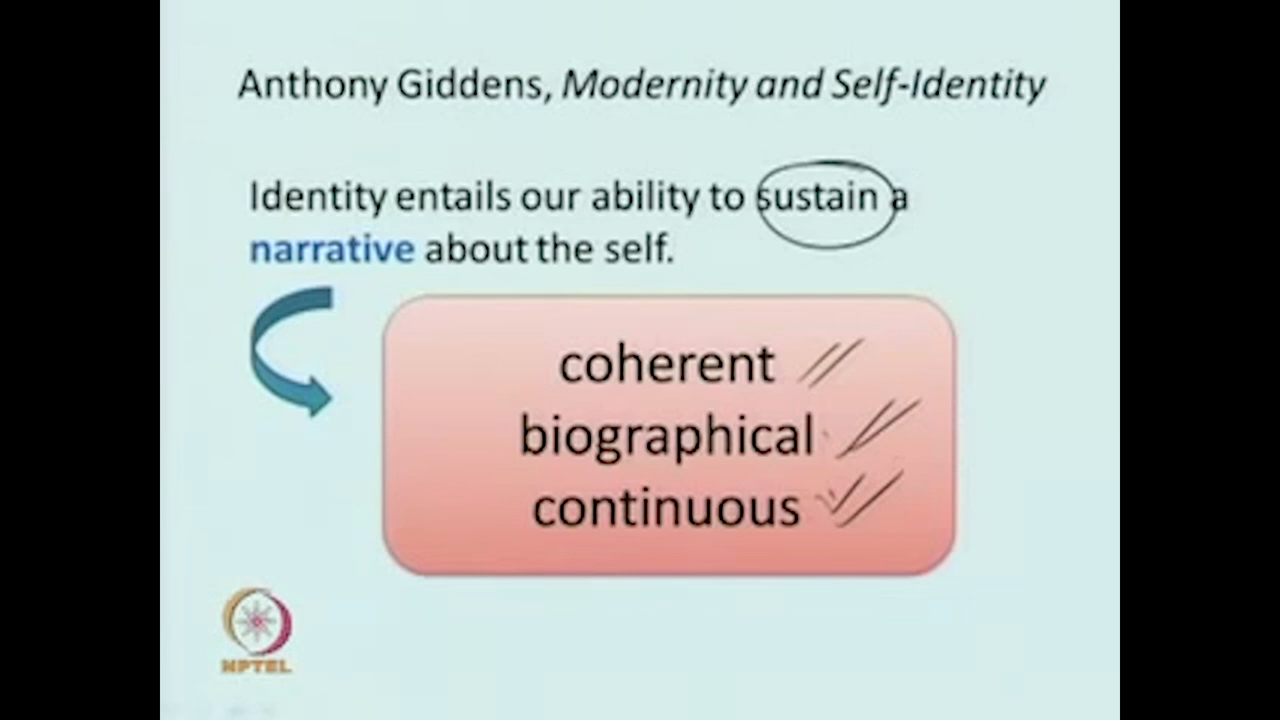 Anthony Giddens, Modernity and Self-Identity
Identity entails our ability to sustain a
narrative about the self.
coherent
biographical
continuous
NPTEL